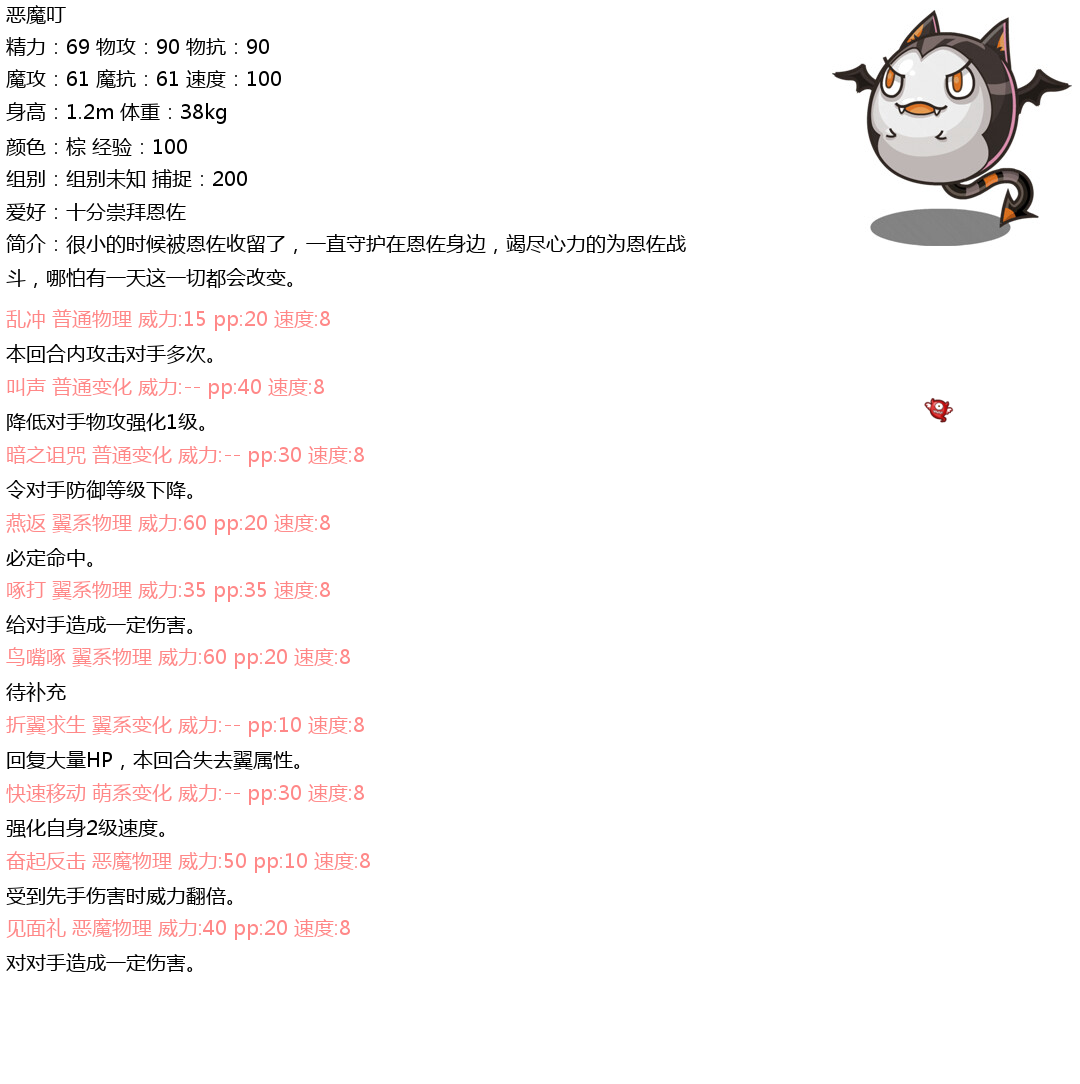 恶魔叮
精力：69 物攻：90 物抗：90
魔攻：61 魔抗：61 速度：100
身高：1.2m 体重：38kg
颜色：棕 经验：100
组别：组别未知 捕捉：200
爱好：十分崇拜恩佐
简介：很小的时候被恩佐收留了，一直守护在恩佐身边，竭尽心力的为恩佐战
斗，哪怕有一天这一切都会改变。
乱冲 普通物理 威力:15 pp:20 速度:8
本回合内攻击对手多次。
叫声 普通变化 威力:-- pp:40 速度:8
降低对手物攻强化1级。
暗之诅咒 普通变化 威力:-- pp:30 速度:8
令对手防御等级下降。
燕返 翼系物理 威力:60 pp:20 速度:8
必定命中。
啄打 翼系物理 威力:35 pp:35 速度:8
给对手造成一定伤害。
鸟嘴啄 翼系物理 威力:60 pp:20 速度:8
待补充
折翼求生 翼系变化 威力:-- pp:10 速度:8
回复大量HP，本回合失去翼属性。
快速移动 萌系变化 威力:-- pp:30 速度:8
强化自身2级速度。
奋起反击 恶魔物理 威力:50 pp:10 速度:8
受到先手伤害时威力翻倍。
见面礼 恶魔物理 威力:40 pp:20 速度:8
对对手造成一定伤害。